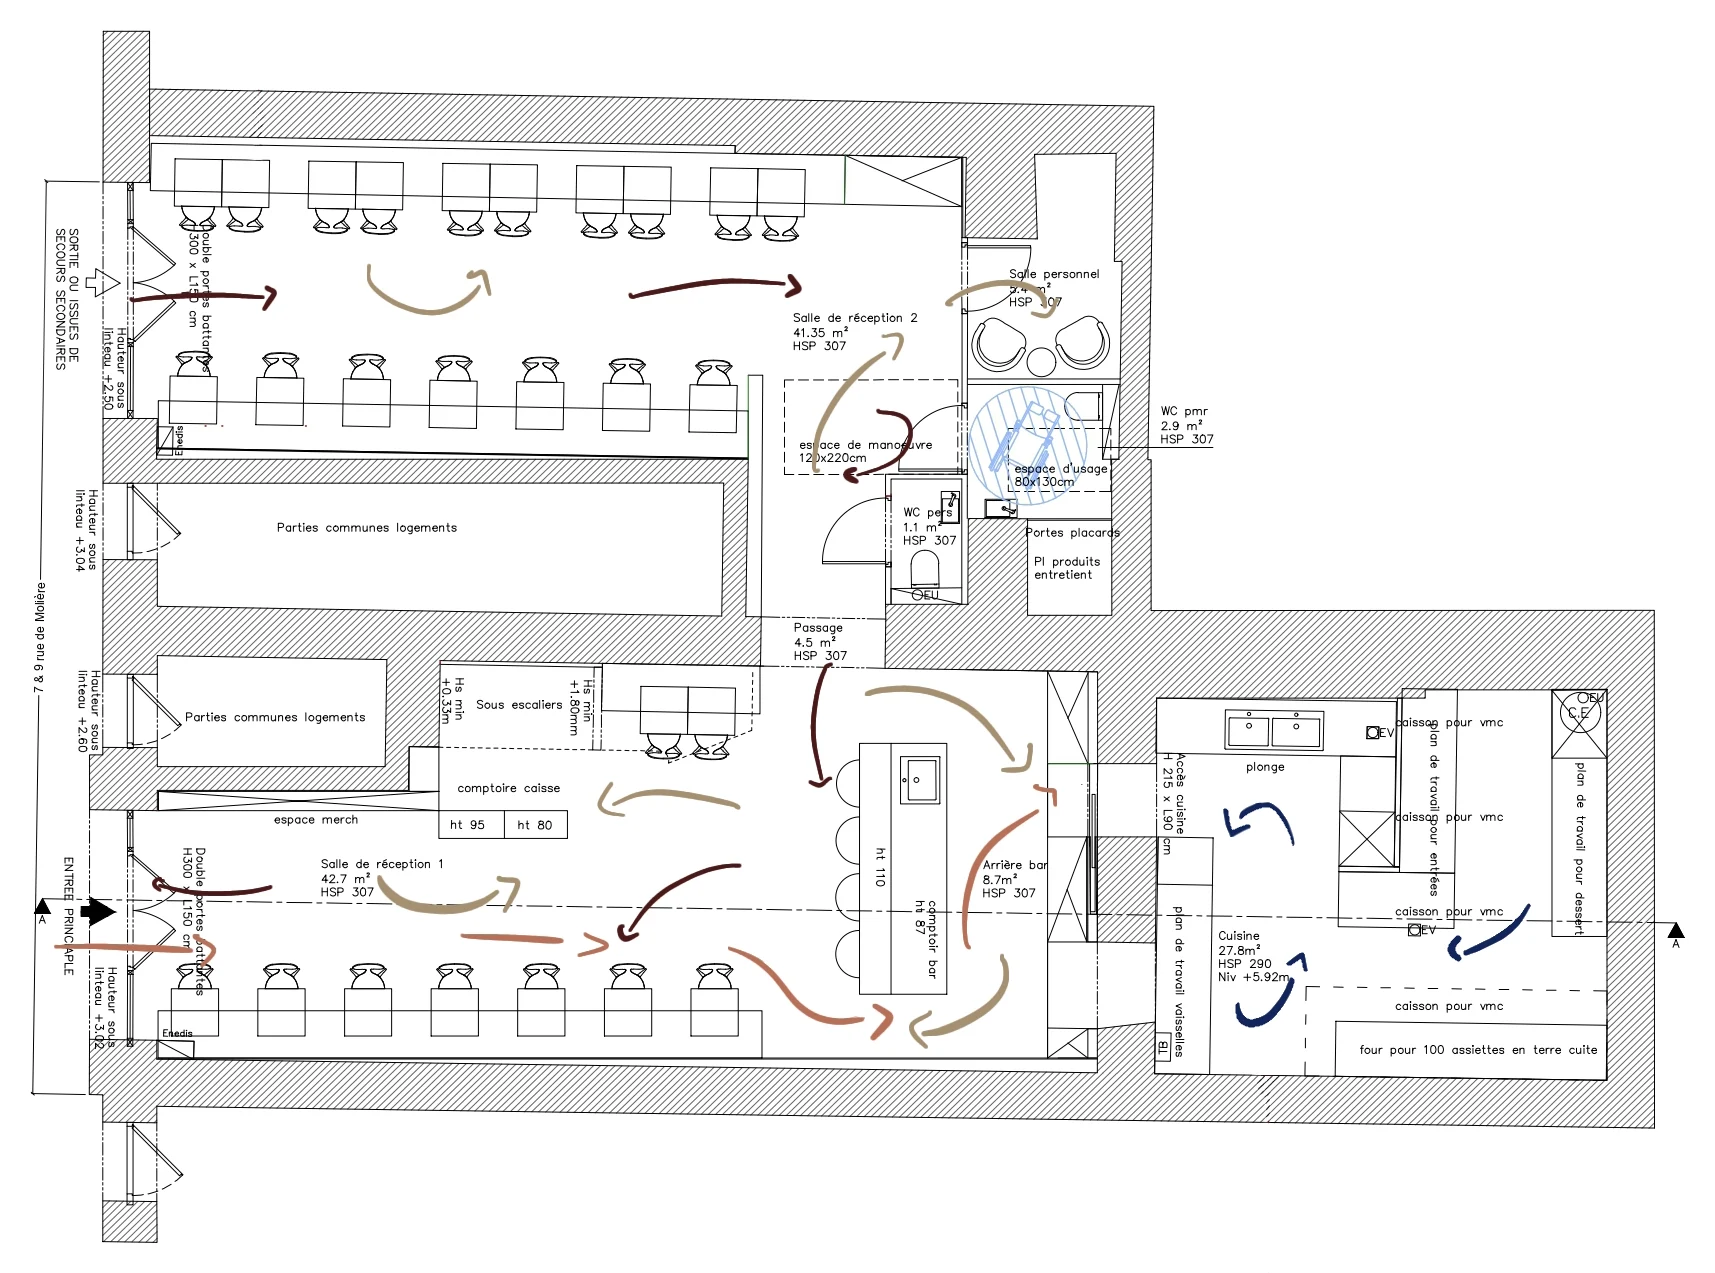 SORTIE OU ISSUES DE
SECOURS SECONDAIRES
Double portes battantes
H300 x L150 cm
Hauteur sous
linteau +2.50
Enedis
Salle de réception 2
41.35 m²
HSP 307
Salle personnel
5.4 m²
HSP 307
espace de manoeuvre
120x220cm
WC pmr
2.9 m²
HSP 307
espace d'usage
80x130cm
WC pers
1.1 m²
HSP 307
EU
Portes placards
Pl produits
entretient
Hauteur sous
linteau +3.04
Parties communes logements
7 & 9 rue de Molière
Passage
4.5 m²
HSP 307
Hauteur sous
linteau +2.60
Parties communes logements
Hs min
+0.33m
Sous escaliers
Hs min
+1.80mm
comptoire caisse
ht 95
ht 80
espace merch
Salle de réception 1
42.7 m²
HSP 307
ENTREE PRINCIAPLE
Double portes battantes
H300 x L150 cm
A
Hauteur sous
linteau +3.02
Enedis
ht 110
comptoir bar
ht 87
Arrière bar
8.7m²
HSP 307
Accès cuisine
H 215 x L90 cm
plonge
EV
caisson pour vmc
EU
C.E
plan de travail pour entrées
caisson pour vmc
plan de travail pour dessert
caisson pour vmc
EV
A
Cuisine
27.8m²
HSP 290
Niv +5.92m
plan de travail vaisselles
TB
caisson pour vmc
four pour 100 assiettes en terre cuite